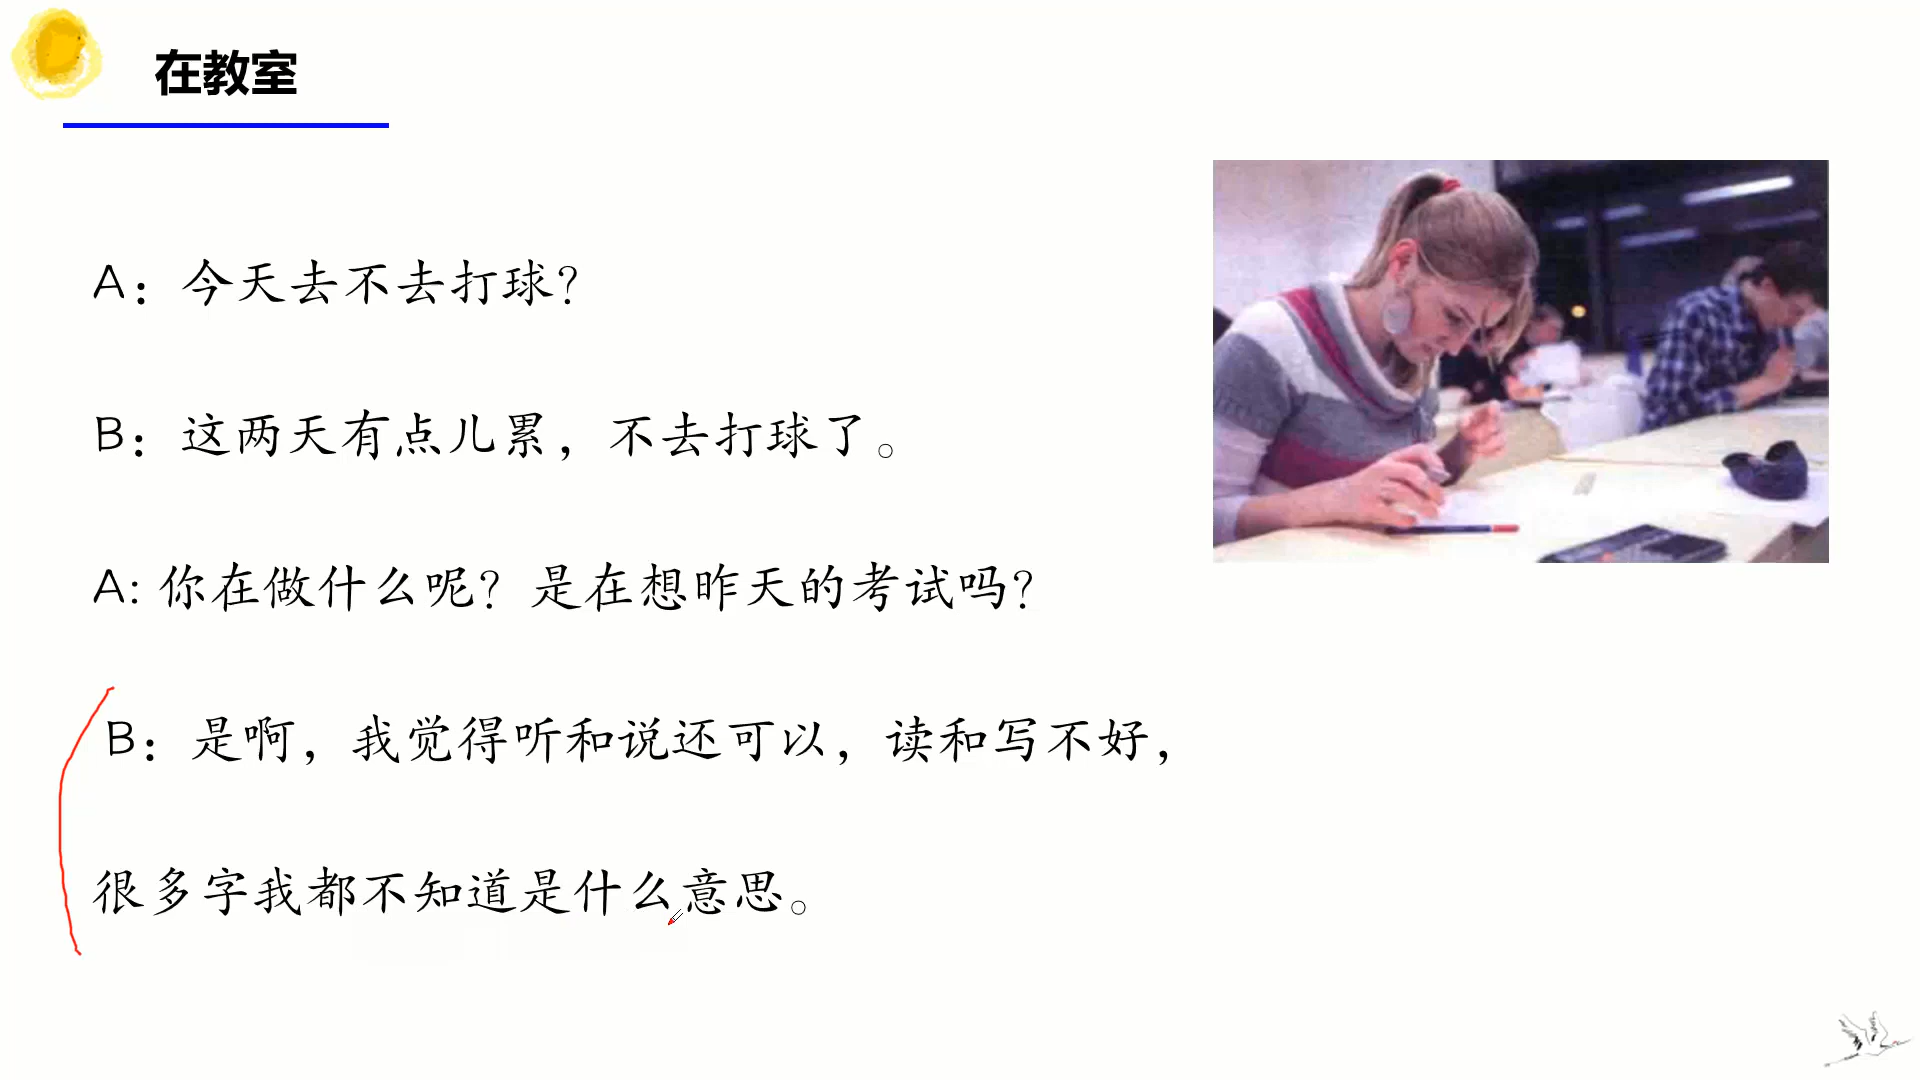 在教室
A：今天去不去打球？
B：这两天有点儿累，不去打球了。
A: 你在做什么呢？是在想昨天的考试吗？
B：是啊，我觉得听和说还可以，读和写不好，
很多字我都不知道是什么意思。